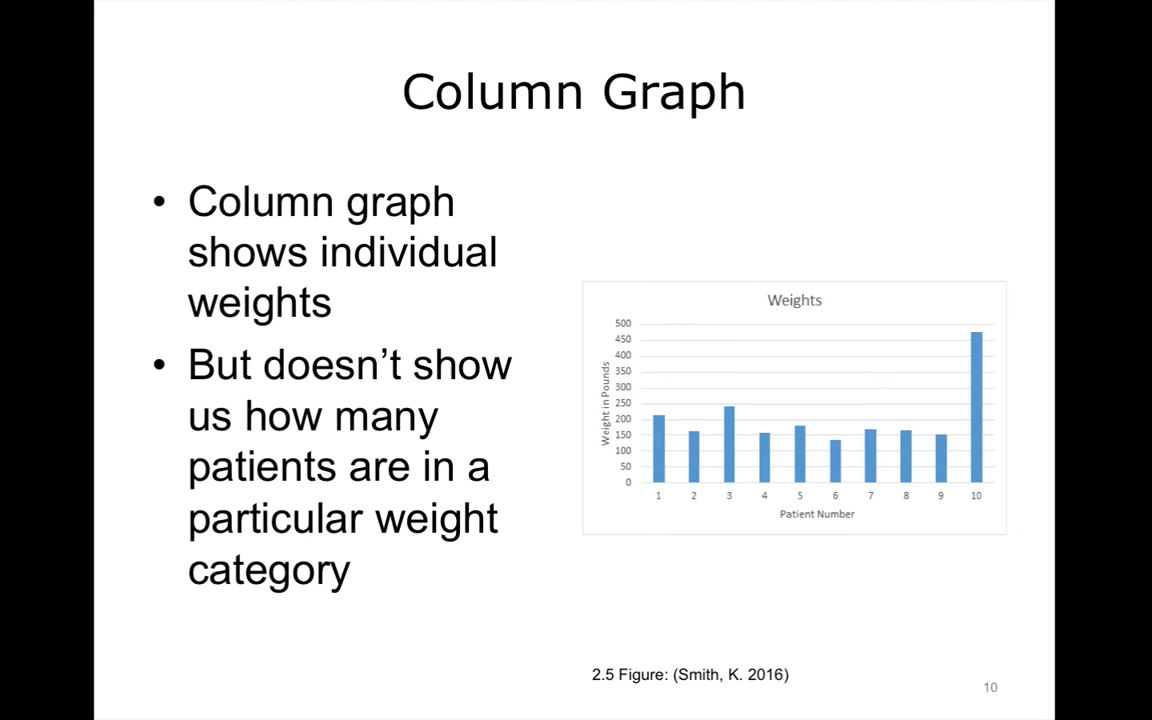 Column Graph
• Column graph
shows individual
weights
• But doesn’t show
us how many
patients are in a
particular weight
category
Weights
500
450
400
350
300
250
200
150
100
50
0
Weight in Pounds
1 2 3 4 5 6 7 8 9 10
Patient Number
2.5 Figure: (Smith, K. 2016)
10